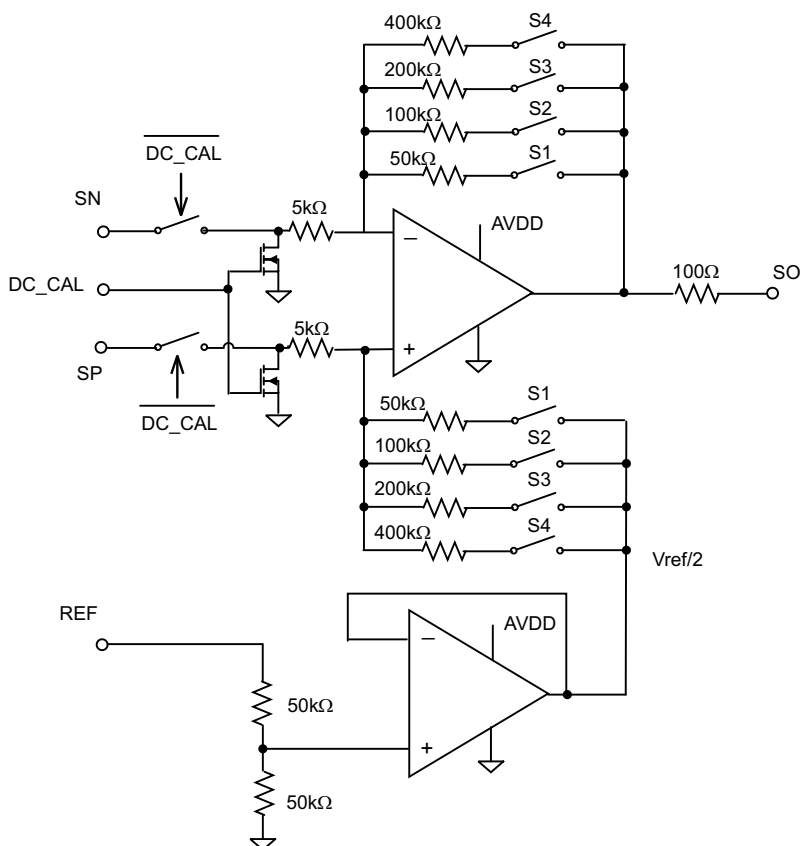 400kΩ
S4
200kΩ
S3
100kΩ
S2
50kΩ
S1
DC_CAL
SN
5kΩ
−
AVDD
DC_CAL
100Ω
SO
5kΩ
+
SP
DC_CAL
50kΩ
S1
100kΩ
S2
200kΩ
S3
400kΩ
S4
Vref/2
REF
AVDD
−
50kΩ
+
50kΩ